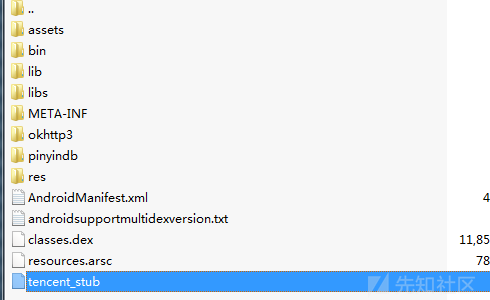 ..
assets
bin
lib
libs
META-INF
okhttp3
pinyindb
res
AndroidManifest.xml 4
androidsupportmultidexversion.txt
classes.dex 11,85
resources.arsc 78
tencent_stub
先知社区